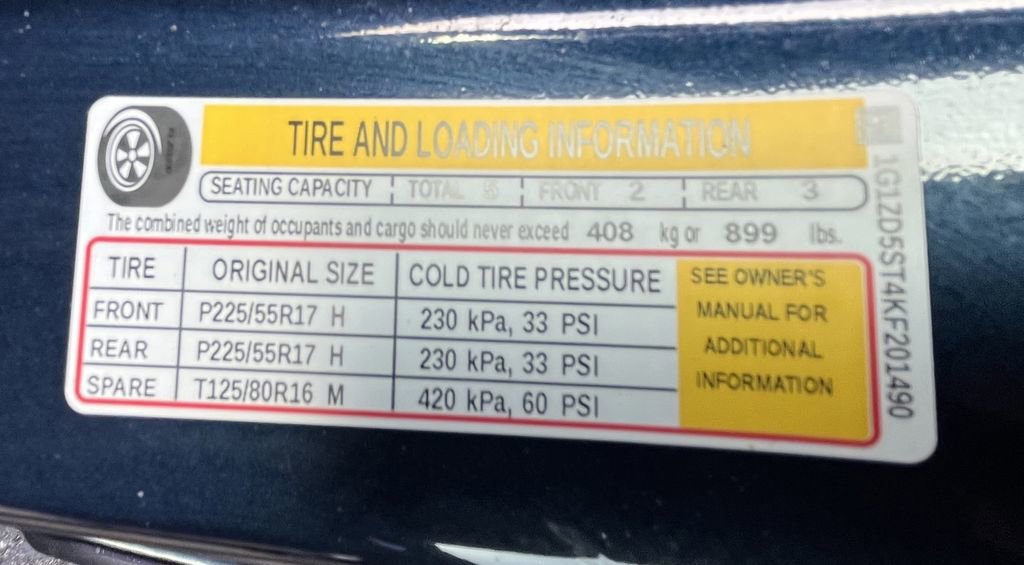 TIRE AND LOADING INFORMATION
SEATING CAPACITY TOTAL 5 FRONT 2 REAR 3
The combined weight of occupants and cargo should never exceed 408 kg or 899 lbs.
TIRE ORIGINAL SIZE COLD TIRE PRESSURE
FRONT P225/55R17 H 230 kPa, 33 PSI
REAR P225/55R17 H 230 kPa, 33 PSI
SPARE T125/80R16 M 420 kPa, 60 PSI
SEE OWNER'S
MANUAL FOR
ADDITIONAL
INFORMATION
1G1ZD5ST4KF201490